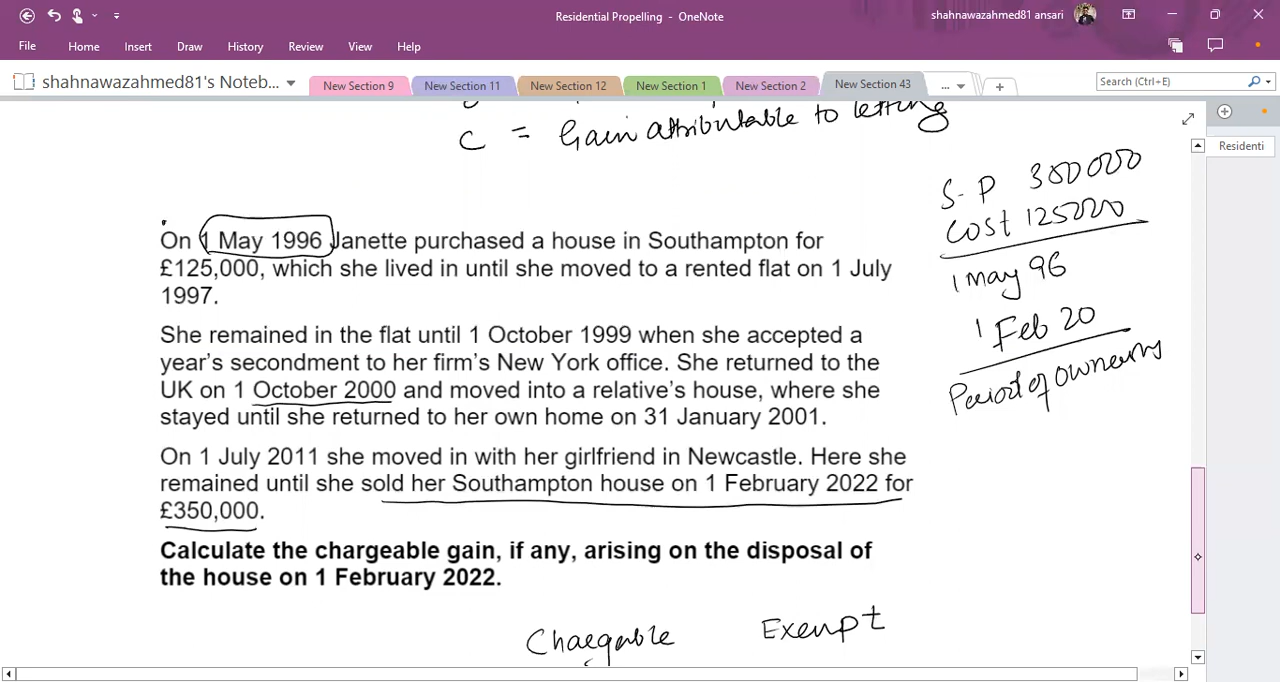 Residential Propelling - OneNote
shahnawazahmed81 ansari
File Home Insert Draw History Review View Help
shahnawazahmed81's Noteb...
New Section 9
New Section 11
New Section 12
New Section 1
New Section 2
New Section 43
...
Search (Ctrl+E)
Residenti
C = Gain attributable to letting
On 1 May 1996 Janette purchased a house in Southampton for
£125,000, which she lived in until she moved to a rented flat on 1 July
1997.
She remained in the flat until 1 October 1999 when she accepted a
year's secondment to her firm's New York office. She returned to the
UK on 1 October 2000 and moved into a relative's house, where she
stayed until she returned to her own home on 31 January 2001.
On 1 July 2011 she moved in with her girlfriend in Newcastle. Here she
remained until she sold her Southampton house on 1 February 2022 for
£350,000.
Calculate the chargeable gain, if any, arising on the disposal of
the house on 1 February 2022.
S.P 350000
Cost 125000
1 May 96
1 Feb 20
Period of
Chaegable Exempt